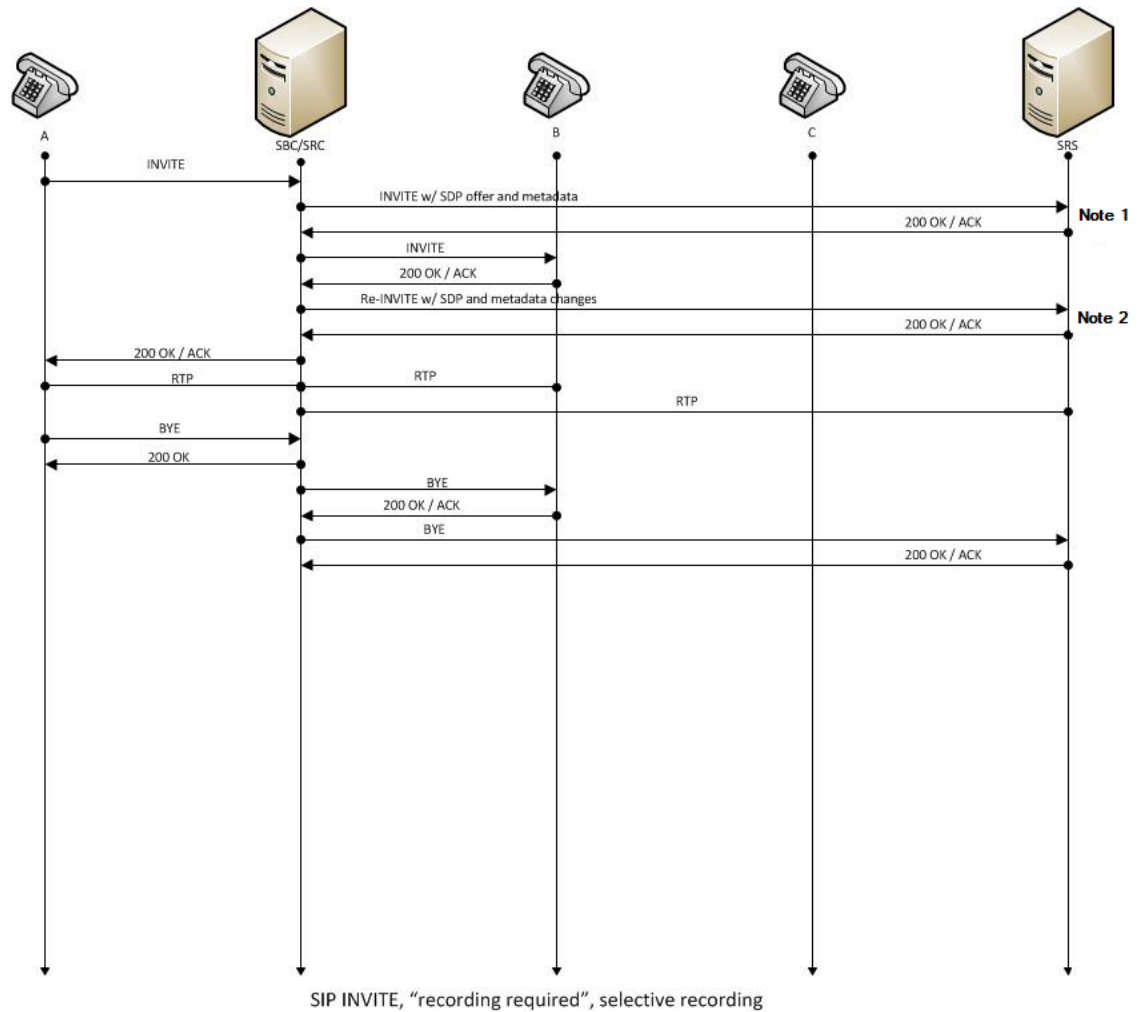 A
SBC/SRC
B
C
SRS
INVITE
INVITE w/ SDP offer and metadata
Note 1
200 OK / ACK
INVITE
200 OK / ACK
Re-INVITE w/ SDP and metadata changes
Note 2
200 OK / ACK
200 OK / ACK
RTP
RTP
RTP
BYE
200 OK
BYE
200 OK / ACK
BYE
200 OK / ACK
SIP INVITE, “recording required”, selective recording